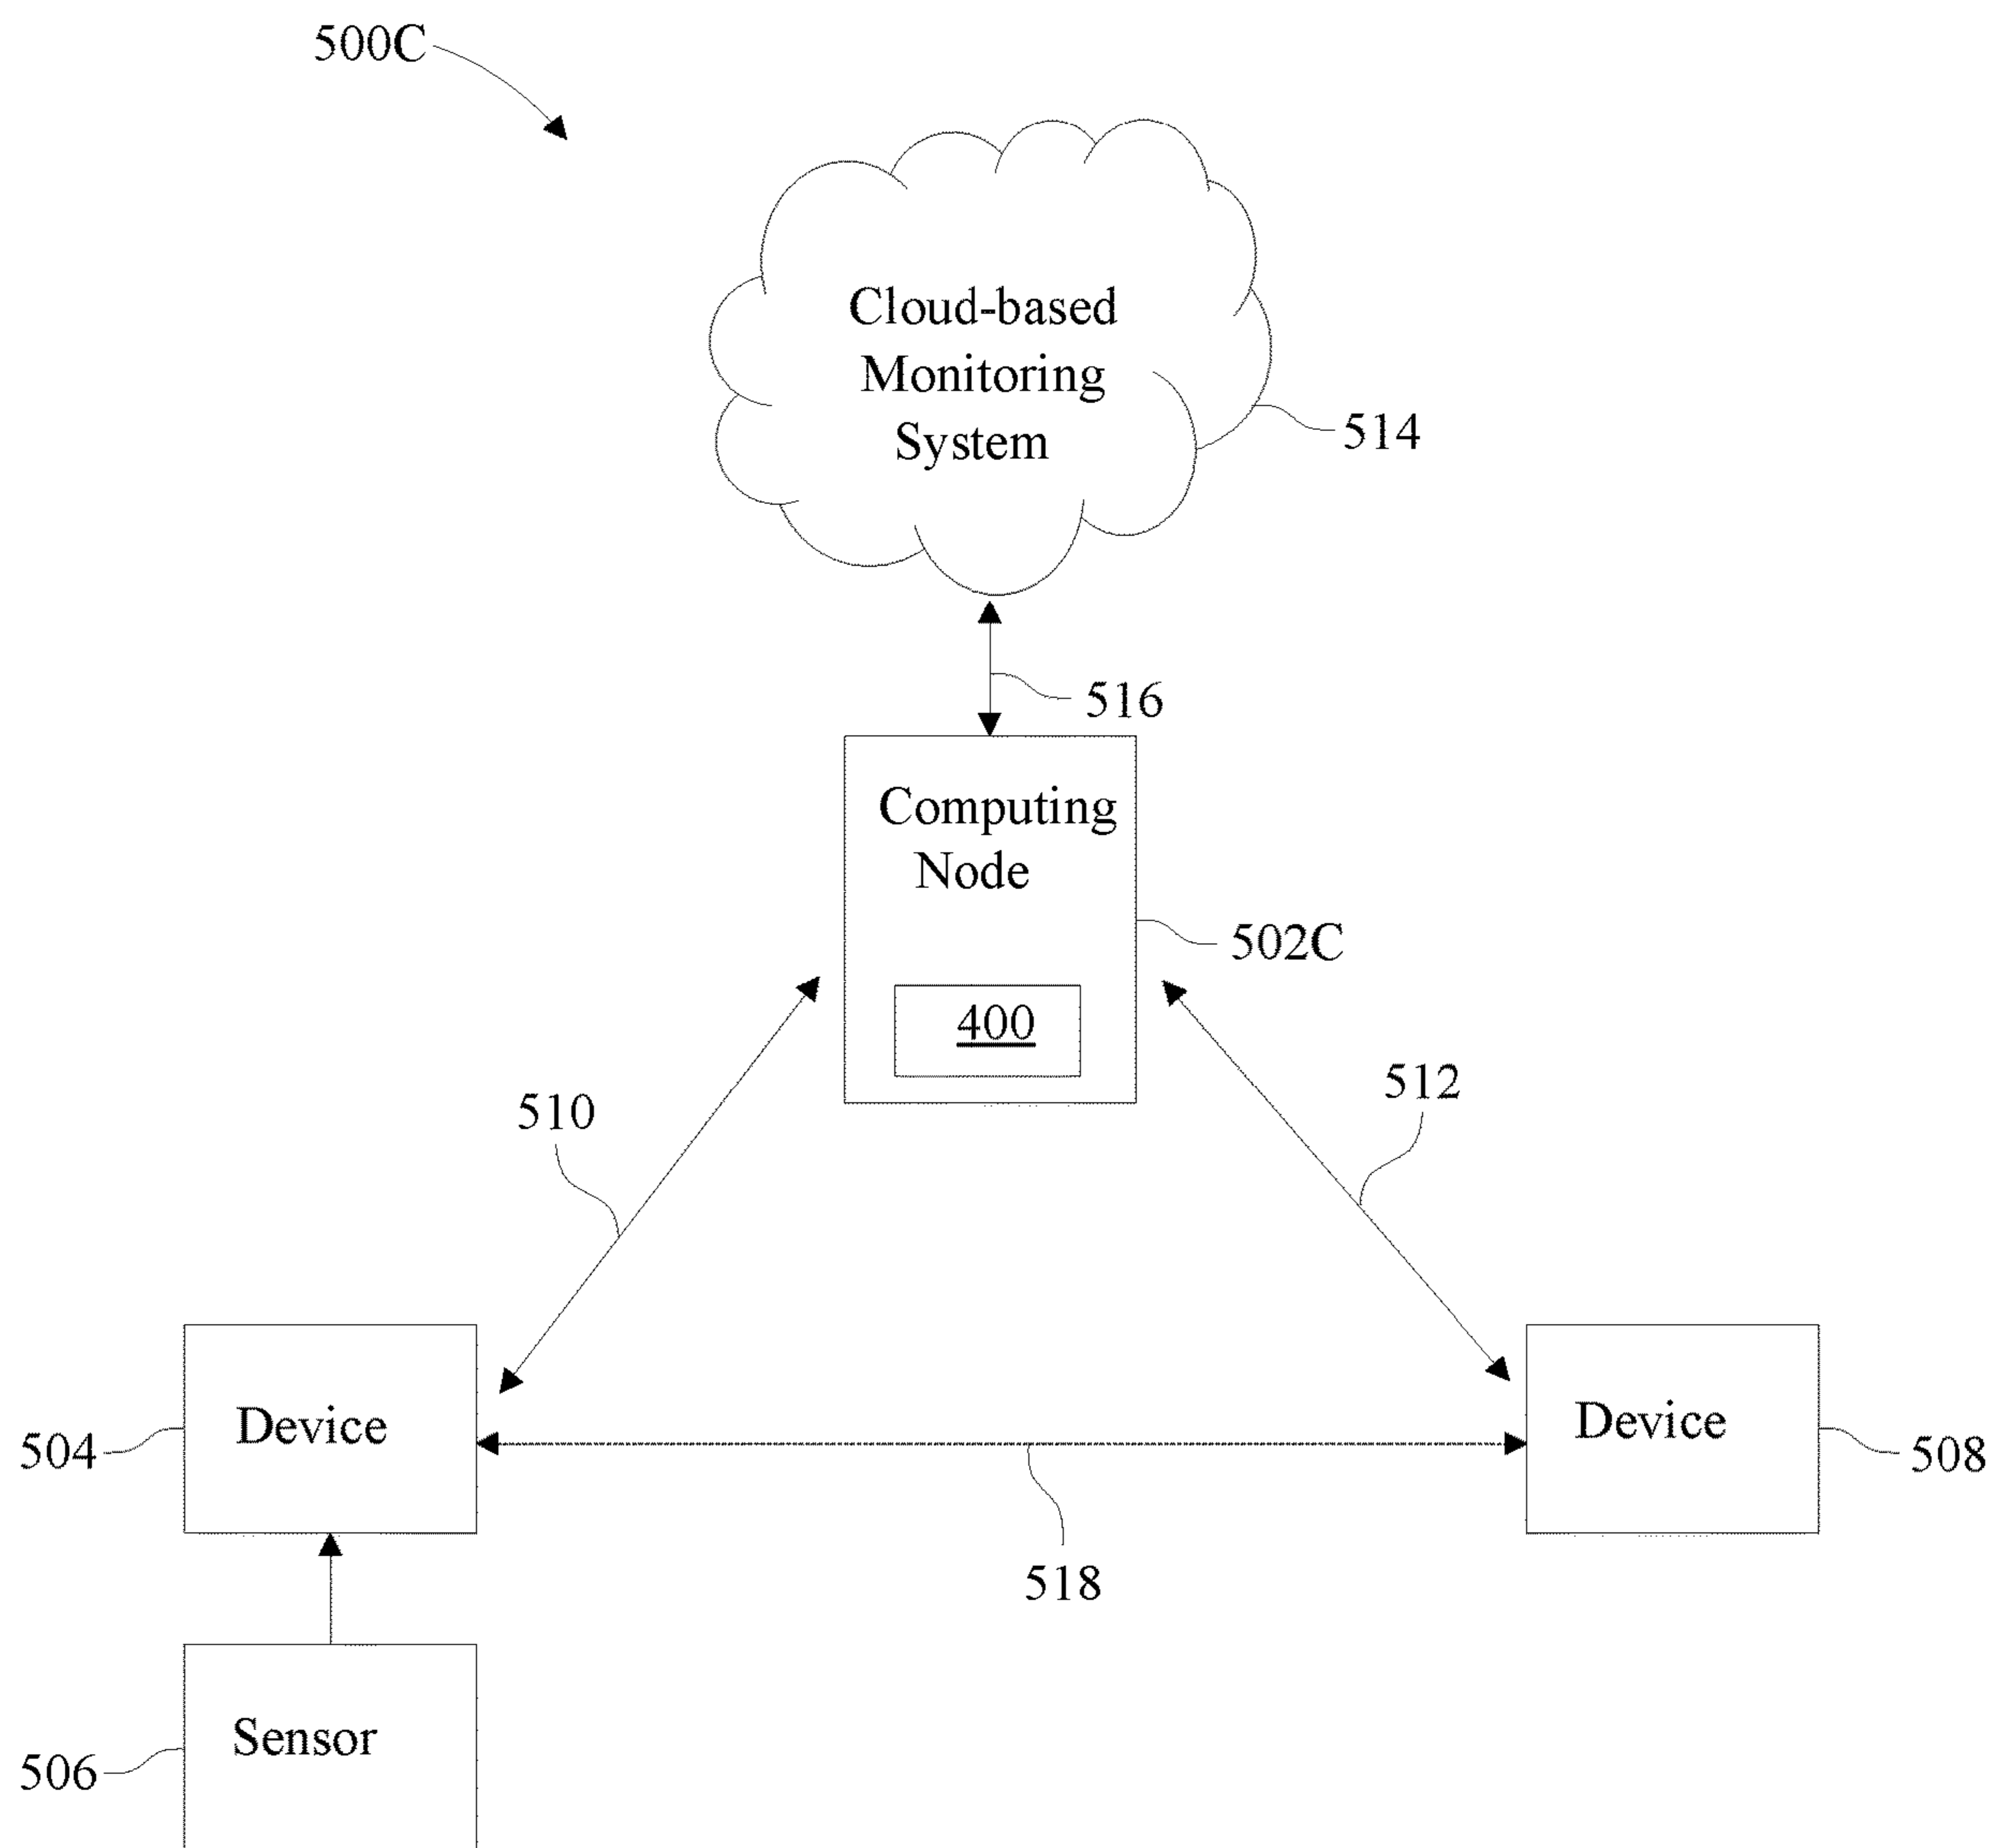 500C
Cloud-based
Monitoring
System
514
516
Computing
Node
502C
400
510
512
Device
504
Device
508
518
Sensor
506